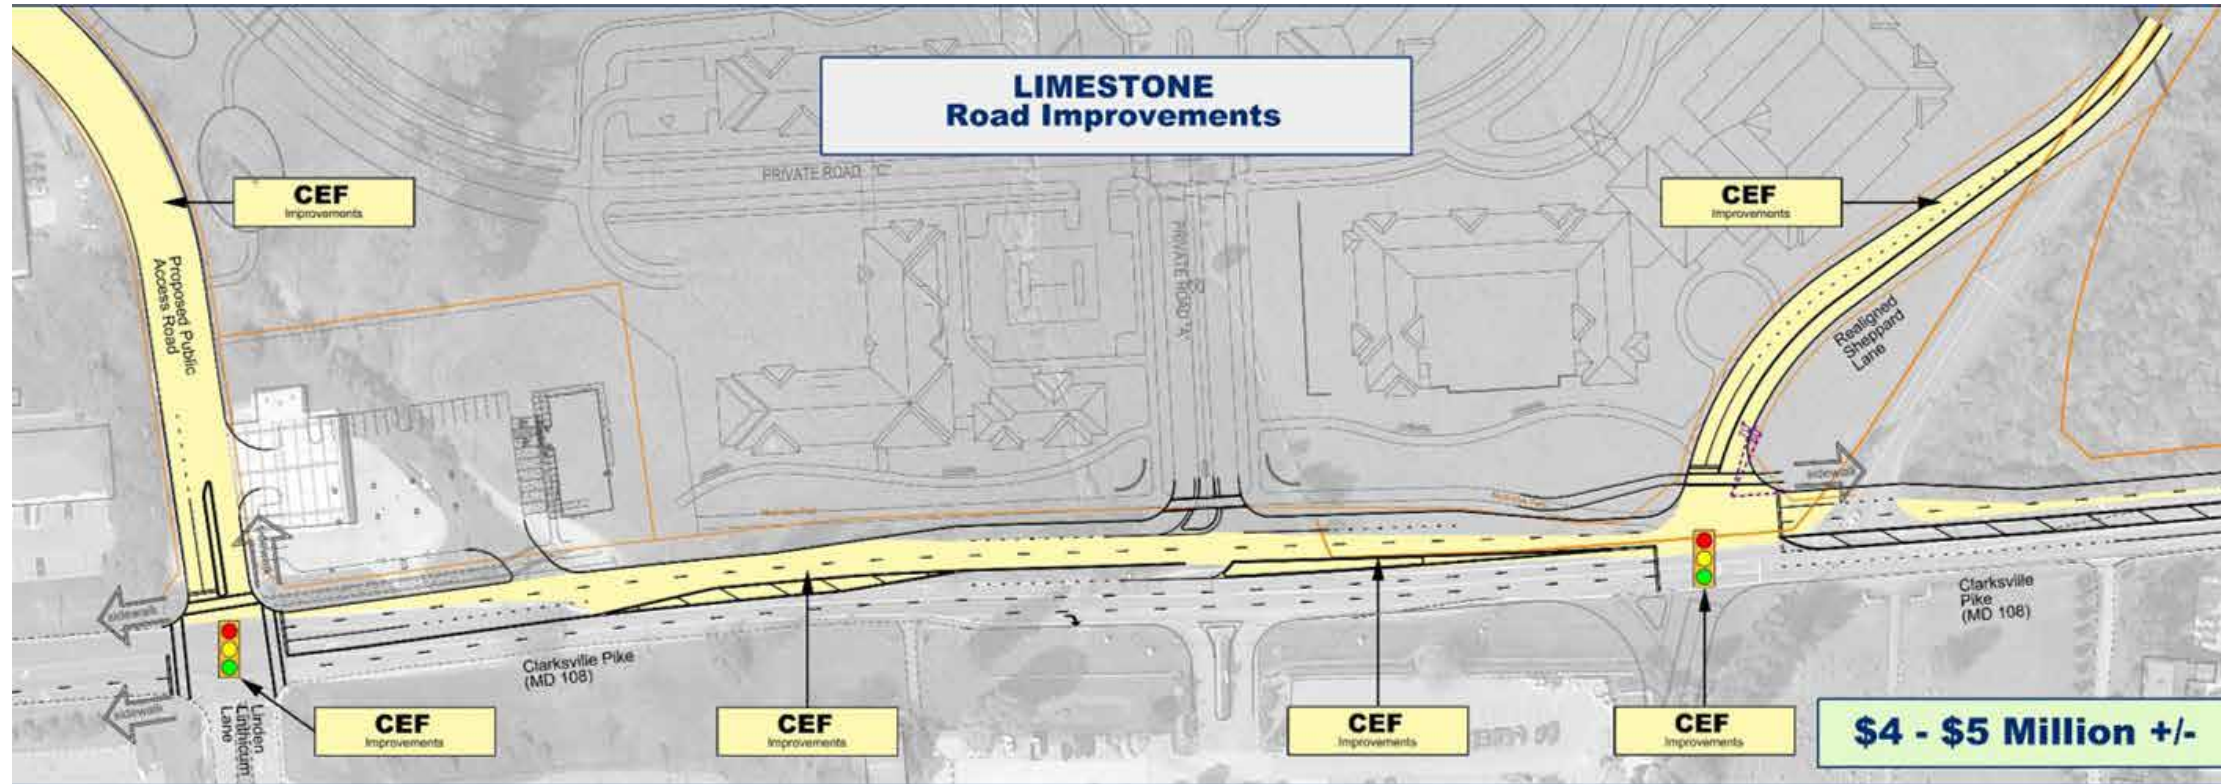 LIMESTONE
Road Improvements
PRIVATE ROAD "C"
CEF
Improvements
CEF
Improvements
PRIVATE ROAD "A"
Proposed Public
Access Road
Realigned
Sheppard
Lane
sidewalk
sidewalk
sidewalk
Clarksville Pike
(MD 108)
Clarksville
Pike
(MD 108)
Linden
Linthicum
Lane
CEF
Improvements
CEF
Improvements
CEF
Improvements
CEF
Improvements
$4 - $5 Million +/-